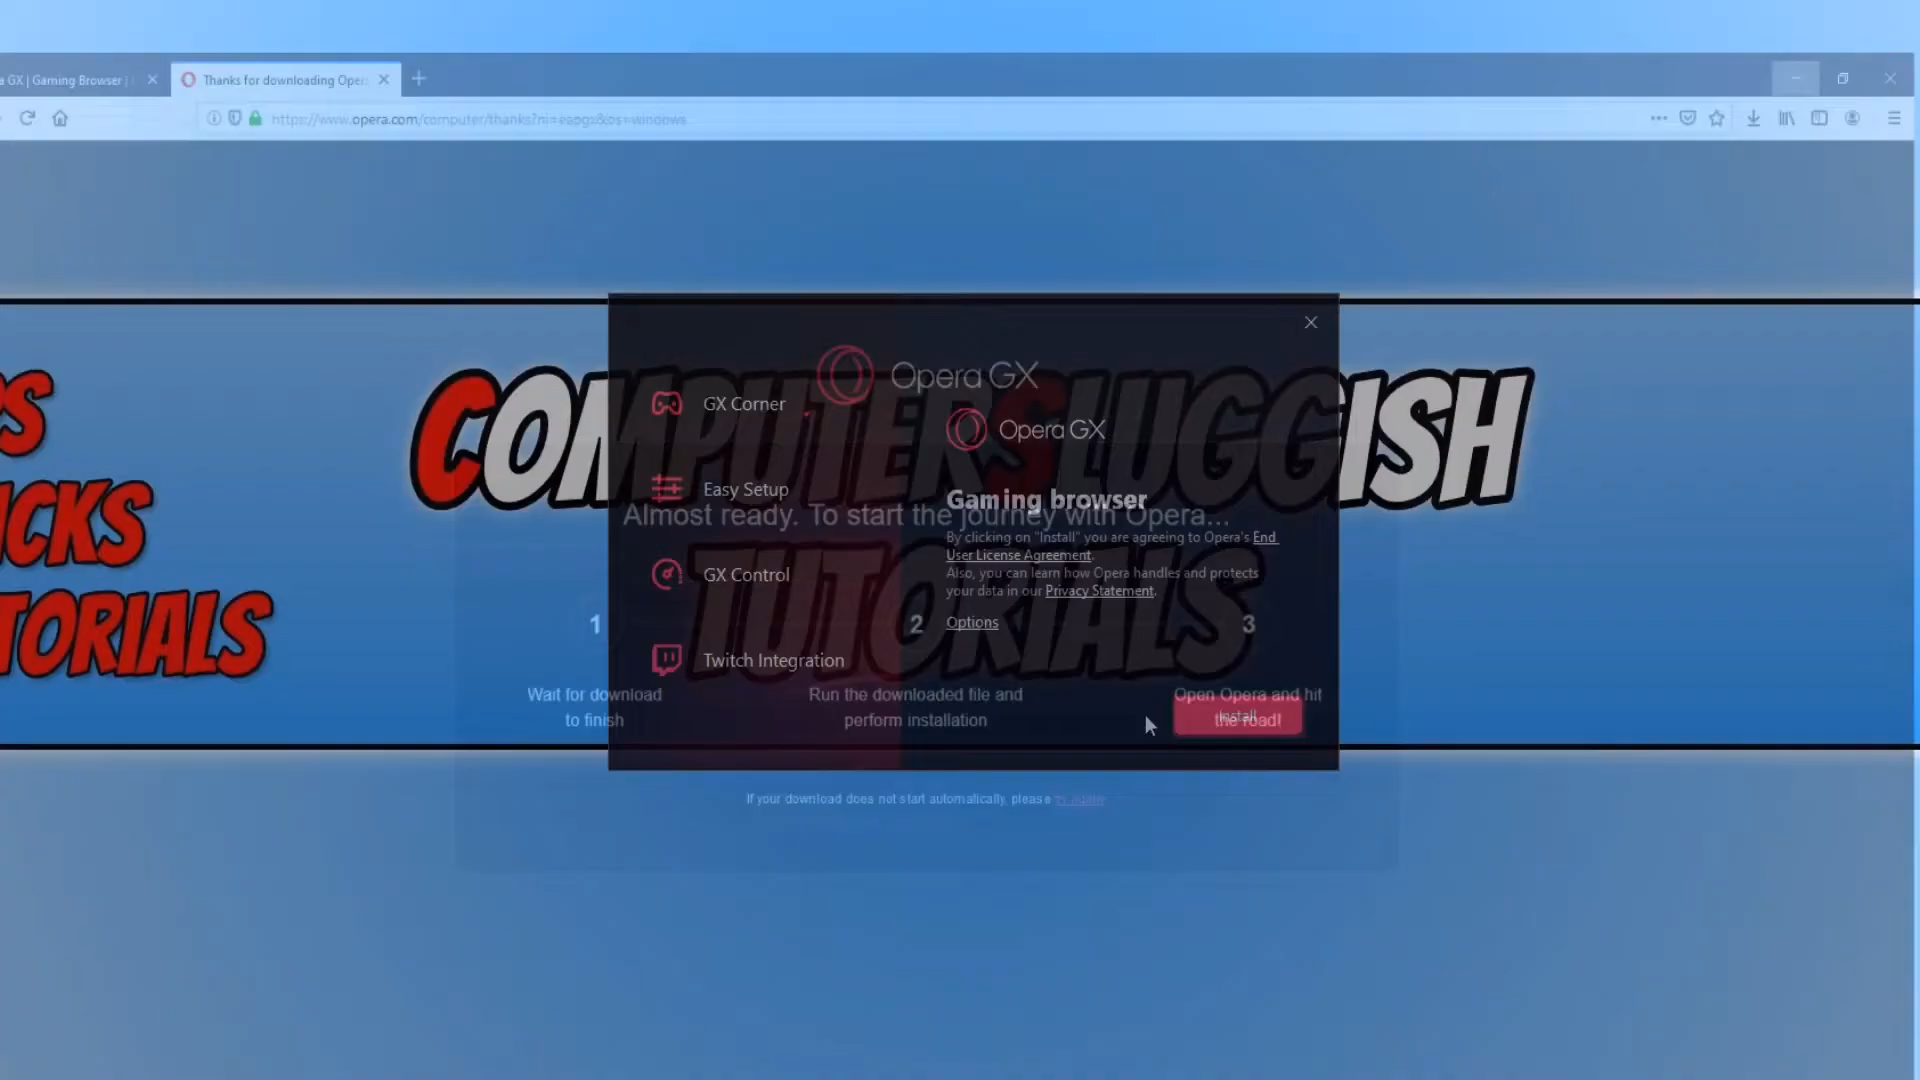 a GX | Gaming Browser |
Thanks for downloading Oper
https://www.opera.com/computer/thanks?ni=eapgx&os=windows
COMPUTERSLUGGISH
TUTORIALS
PS
ICKS
TORIALS
Opera GX
Almost ready. To start the journey with Opera...
1
Wait for download
to finish
2
Run the downloaded file and
perform installation
3
Open Opera and hit
the road!
If your download does not start automatically, please
GX Corner
Easy Setup
GX Control
Twitch Integration
Opera GX
Gaming browser
By clicking on "Install" you are agreeing to Opera's End
User License Agreement.
Also, you can learn how Opera handles and protects
your data in our Privacy Statement.
Options
Install